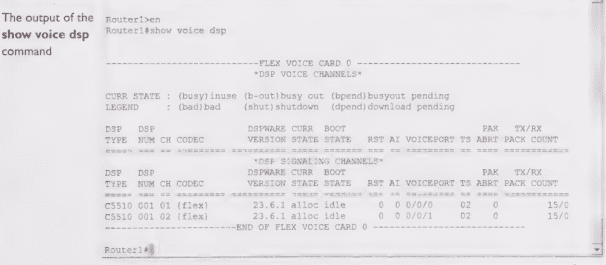 The output of the
show voice dsp
command
Router1>en
Router1#show voice dsp
----------------------------FLEX VOICE CARD 0 ------------------------------
*DSP VOICE CHANNELS*
CURR STATE : (busy)inuse (b-out)busy out (bpend)busyout pending
LEGEND : (bad)bad (shut)shutdown (dpend)download pending
DSP DSP DSPWARE CURR BOOT PAK TX/RX
TYPE NUM CH CODEC VERSION STATE STATE RST AI VOICEPORT TS ABRT PACK COUNT
===== === == ======== ======= ===== ======= === == ========= == ==== ============
*DSP SIGNALING CHANNELS*
DSP DSP DSPWARE CURR BOOT PAK TX/RX
TYPE NUM CH CODEC VERSION STATE STATE RST AI VOICEPORT TS ABRT PACK COUNT
===== === == ======== ======= ===== ======= === == ========= == ==== ============
C5510 001 01 {flex} 23.6.1 alloc idle 0 0 0/0/0 02 0 15/0
C5510 001 02 {flex} 23.6.1 alloc idle 0 0 0/0/1 02 0 15/0
------------------------END OF FLEX VOICE CARD 0 ----------------------------
Router1#